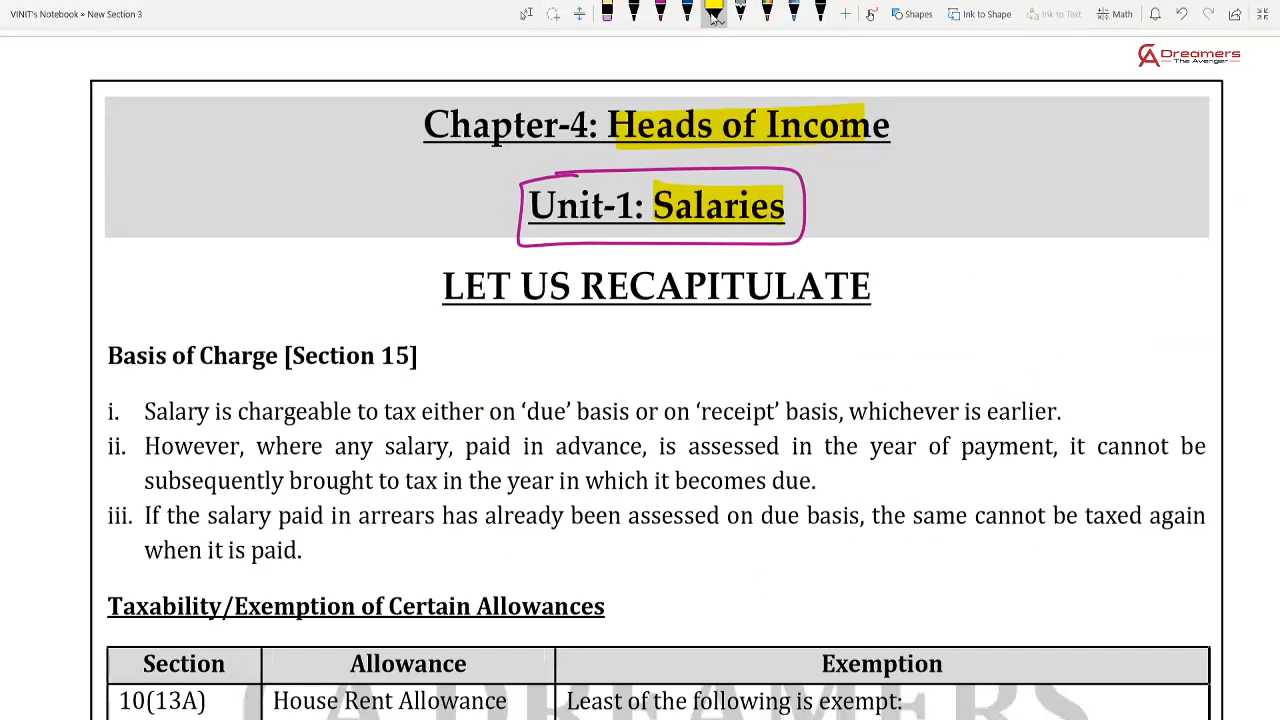 VINIT's Notebook » New Section 3
Shapes Ink to Shape Ink to Text Math
CA Dreamers
The Avenger
Chapter-4: Heads of Income
Unit-1: Salaries
LET US RECAPITULATE
Basis of Charge [Section 15]
i. Salary is chargeable to tax either on ‘due’ basis or on ‘receipt’ basis, whichever is earlier.
ii. However, where any salary, paid in advance, is assessed in the year of payment, it cannot be
subsequently brought to tax in the year in which it becomes due.
iii. If the salary paid in arrears has already been assessed on due basis, the same cannot be taxed again
when it is paid.
Taxability/Exemption of Certain Allowances
Section Allowance Exemption
10(13A) House Rent Allowance Least of the following is exempt:
CA DREAMERS